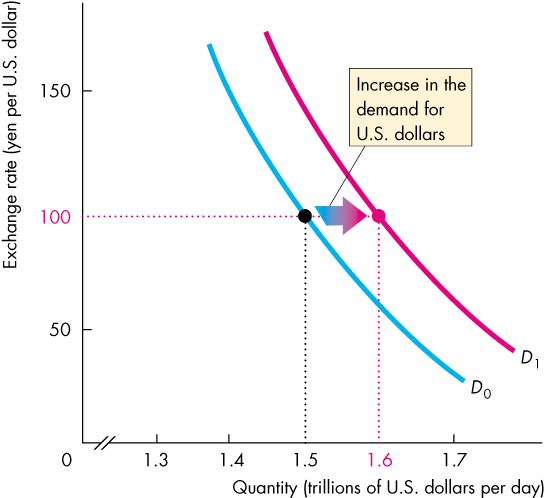 Exchange rate (yen per U.S. dollar)
150
100
50
0
Increase in the
demand for
U.S. dollars
D1
D0
1.3
1.4
1.5
1.6
1.7
Quantity (trillions of U.S. dollars per day)